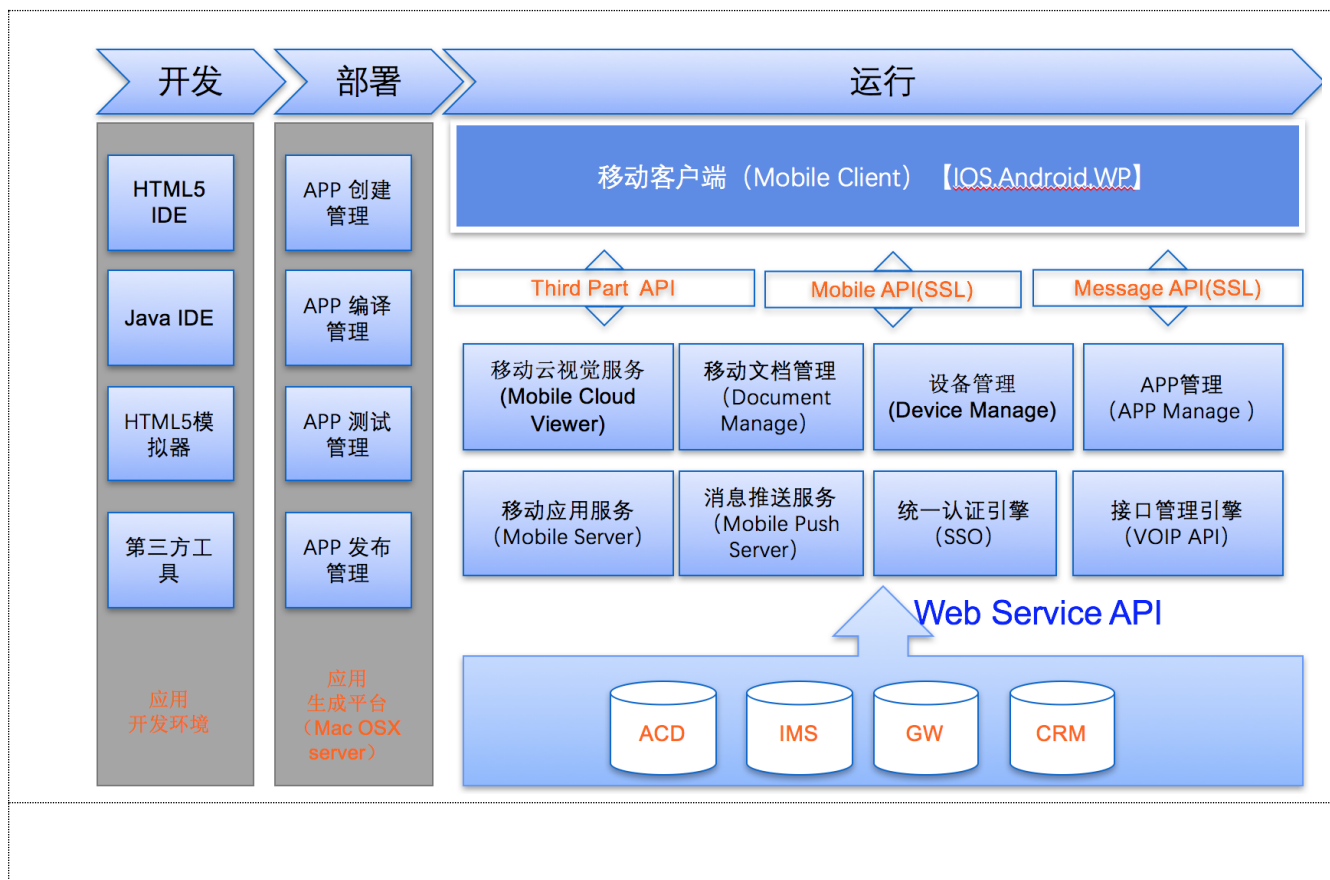 开发
部署
运行
HTML5
IDE
Java IDE
HTML5模
拟器
第三方工
具
应用
开发环境
APP 创建
管理
APP 编译
管理
APP 测试
管理
APP 发布
管理
应用
生成平台
（Mac OSX
server）
移动客户端（Mobile Client）【IOS,Android,WP】
Third Part API
Mobile API(SSL)
Message API(SSL)
移动云视觉服务
(Mobile Cloud
Viewer)
移动文档管理
（Document
Manage）
设备管理
(Device Manage)
APP管理
（APP Manage ）
移动应用服务
（Mobile Server）
消息推送服务
（Mobile Push
Server）
统一认证引擎
（SSO）
接口管理引擎
（VOIP API）
Web Service API
ACD
IMS
GW
CRM